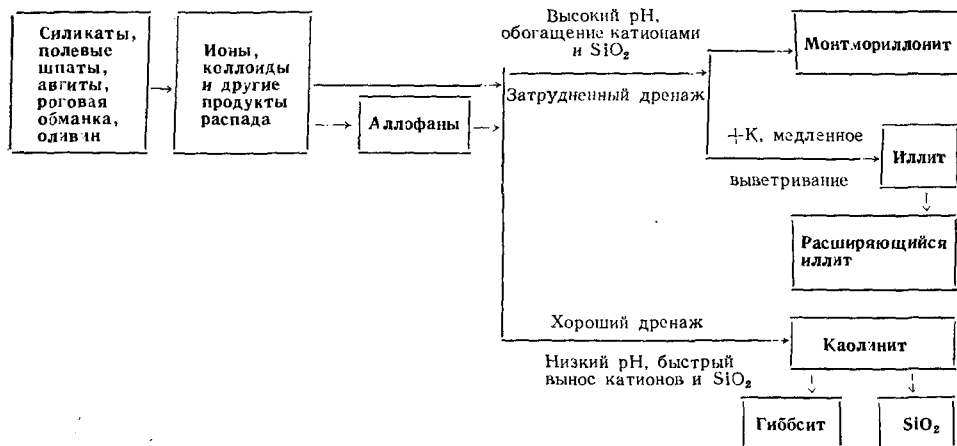 Силикаты,
полевые
шпаты,
авгиты,
роговая
обманка,
оливин
Ионы,
коллоиды
и другие
продукты
распада
Аллофаны
Высокий pH,
обогащение катионами
и SiO₂
Затрудненный дренаж
Монтмориллонит
+К, медленное
выветривание
Иллит
Расширяющийся
иллит
Хороший дренаж
Низкий pH, быстрый
вынос катионов и SiO₂
Каолинит
Гиббсит
SiO₂